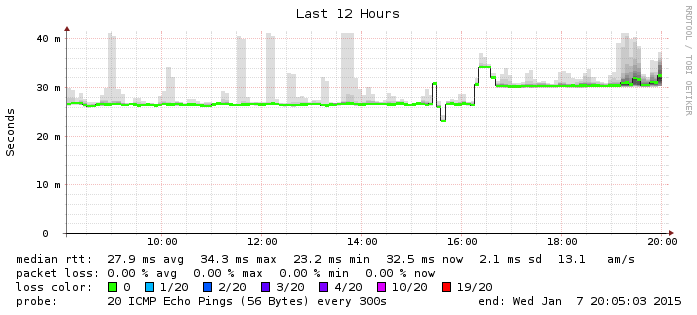 Last 12 Hours
RRDTOOL / TOBI OETIKER
Seconds
40 m
30 m
20 m
10 m
0
10:00 12:00 14:00 16:00 18:00 20:00
median rtt: 27.9 ms avg 34.3 ms max 23.2 ms min 32.5 ms now 2.1 ms sd 13.1 am/s
packet loss: 0.00 % avg 0.00 % max 0.00 % min 0.00 % now
loss color: 0 1/20 2/20 3/20 4/20 10/20 19/20
probe: 20 ICMP Echo Pings (56 Bytes) every 300s end: Wed Jan 7 20:05:03 2015